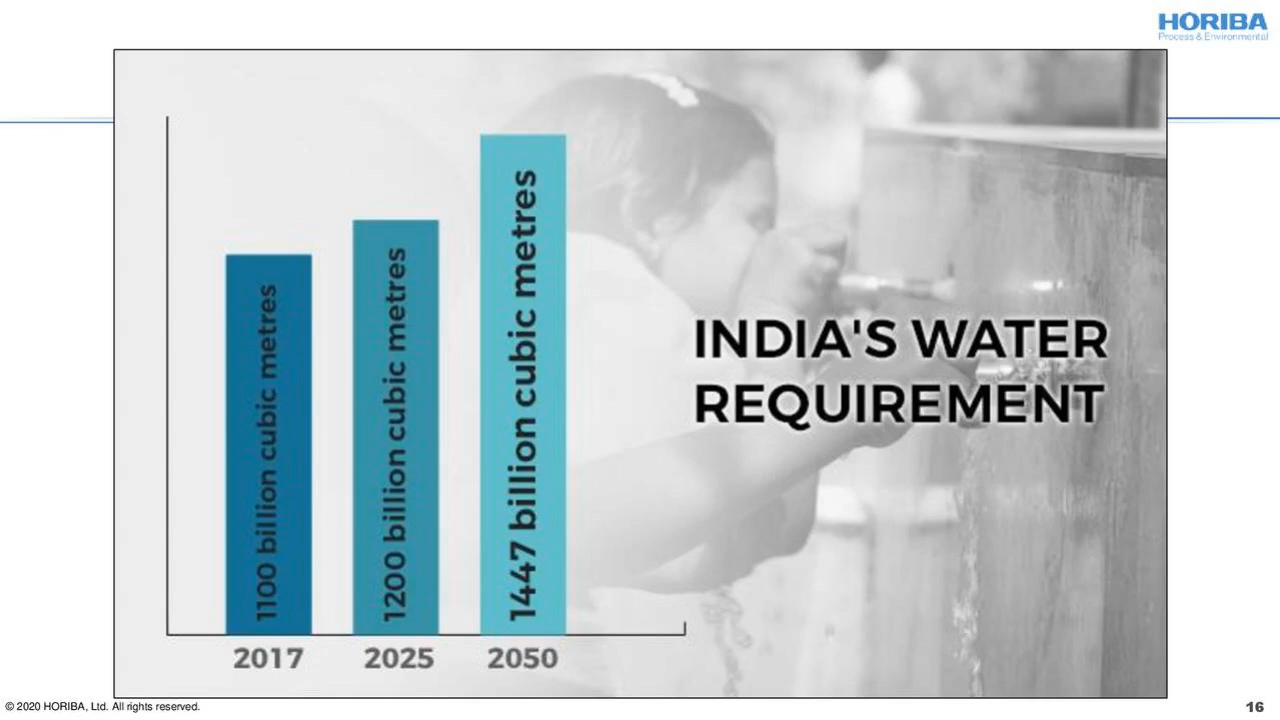 HORIBA
Process & Environmental
1100 billion cubic metres
1200 billion cubic metres
1447 billion cubic metres
INDIA'S WATER
REQUIREMENT
2017 2025 2050
© 2020 HORIBA, Ltd. All rights reserved.
16